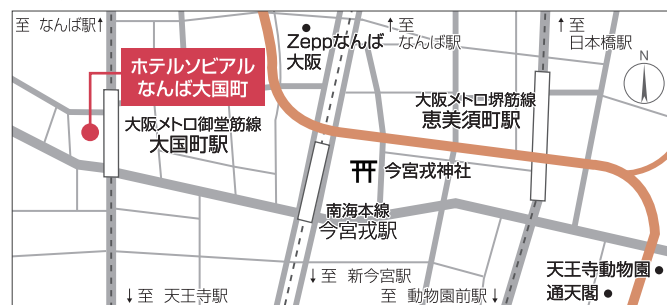 至 なんば駅↑
Zeppなんば
大阪
↑至
なんば駅
↑至
日本橋駅
ホテルソビアル
なんば大国町
N
大阪メトロ御堂筋線
大国町駅
大阪メトロ堺筋線
恵美須町駅
今宮戎神社
南海本線
今宮戎駅
天王寺動物園
通天閣
↓至 天王寺駅
↓至 新今宮駅
至 動物園前駅↓